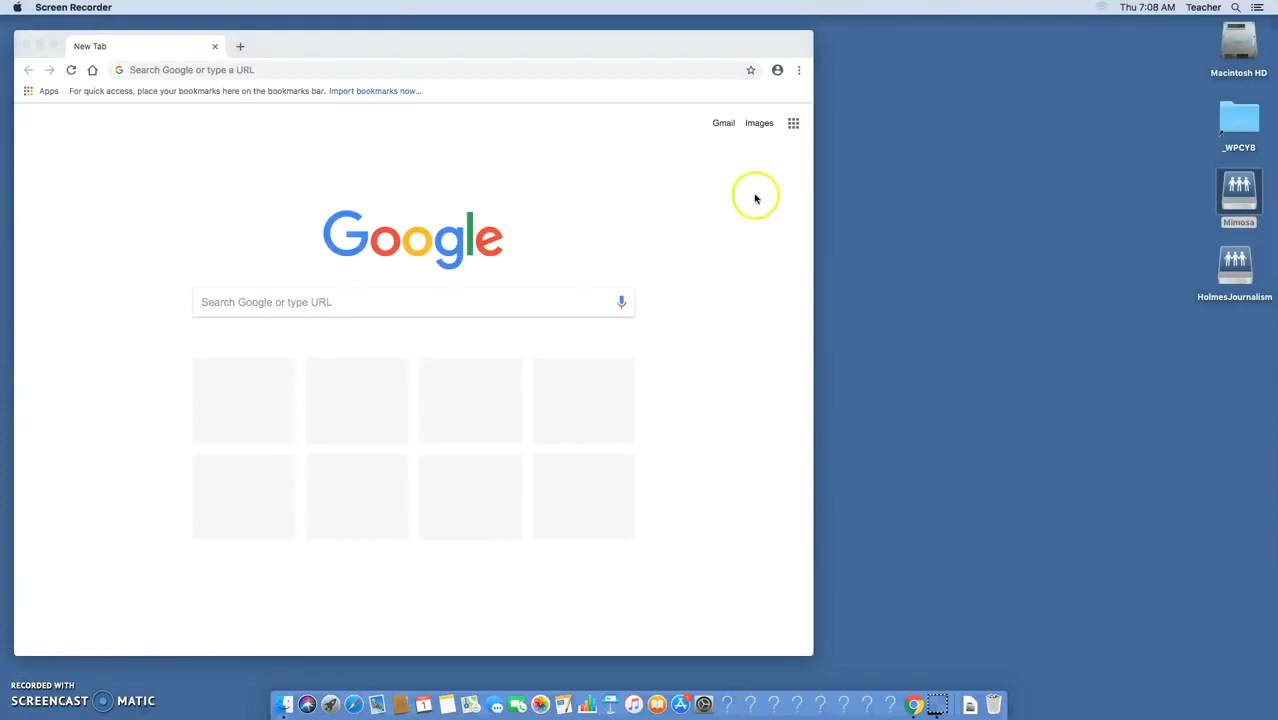 Screen Recorder
Thu 7:08 AM Teacher
New Tab
Search Google or type a URL
Apps For quick access, place your bookmarks here on the bookmarks bar. Import bookmarks now...
Gmail Images
Google
Search Google or type URL
Macintosh HD
_WPCYB
Mimosa
HolmesJournalism
RECORDED WITH
SCREENCAST MATIC
1
? ? ? ? ? ? ? ?